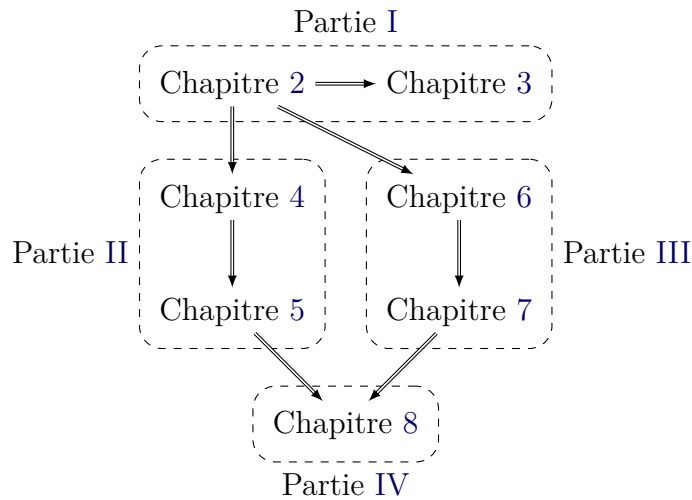 Partie I
Chapitre 2
Chapitre 3
Chapitre 4
Chapitre 6
Partie II
Partie III
Chapitre 5
Chapitre 7
Chapitre 8
Partie IV